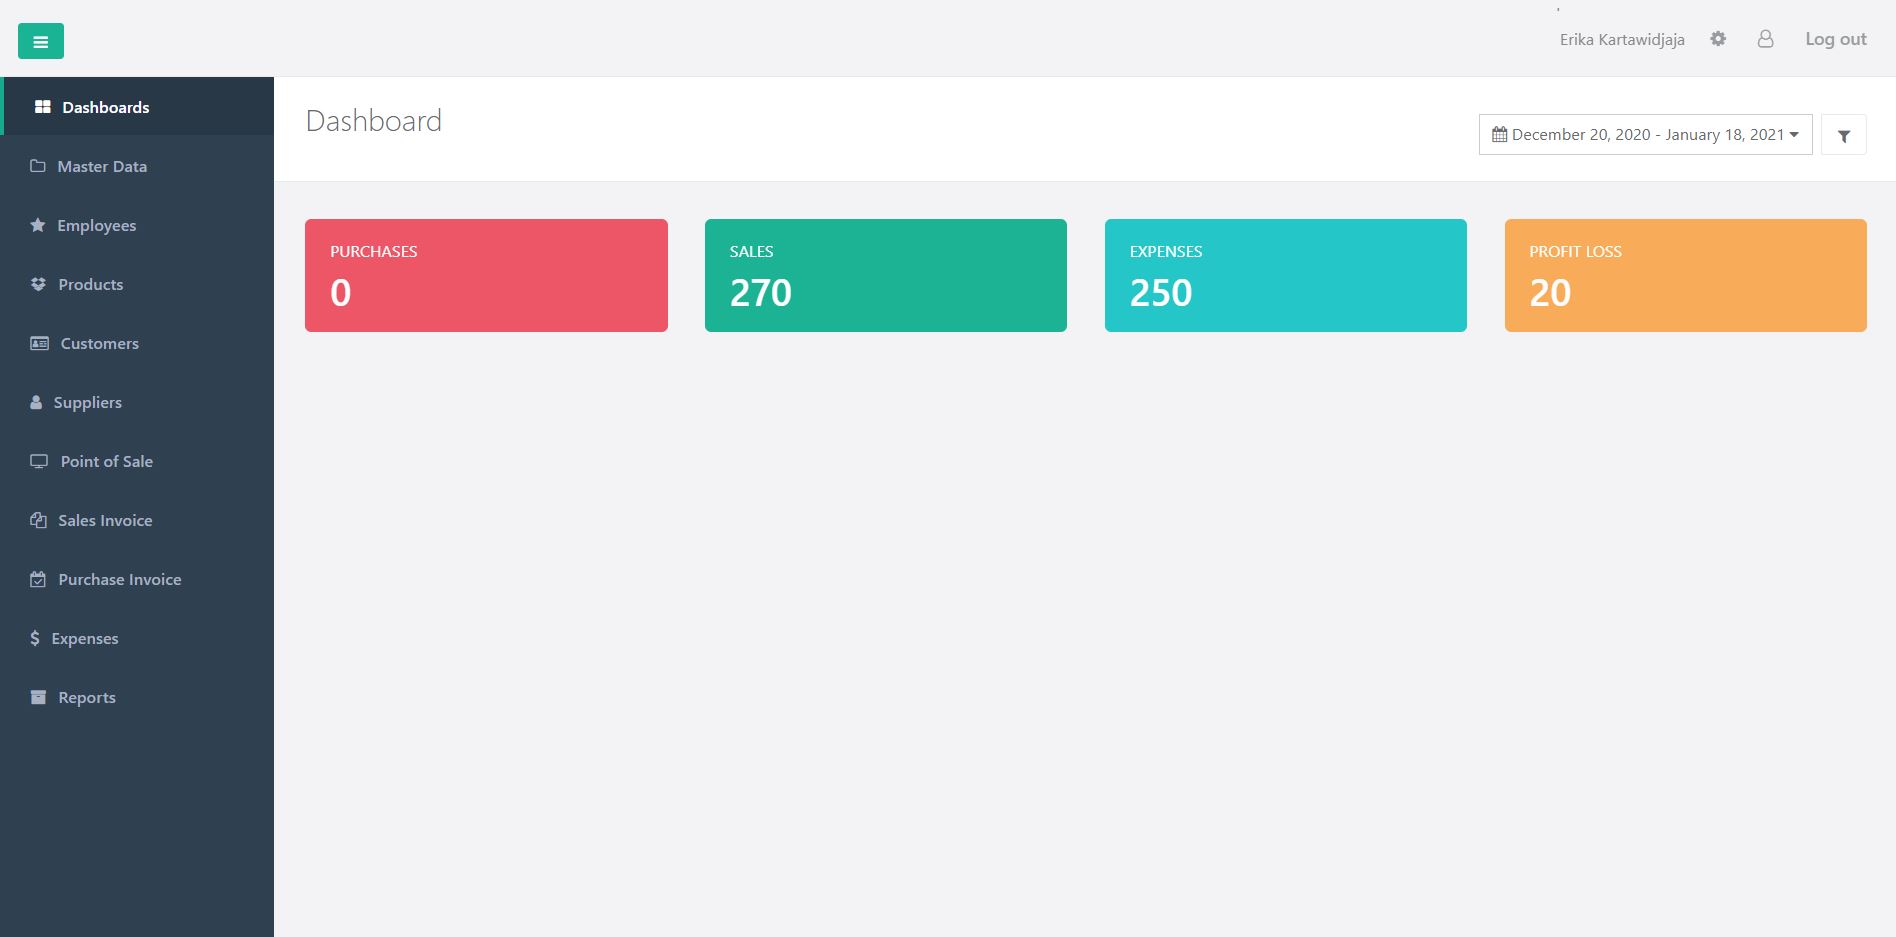 Erika Kartawidjaja
Log out
Dashboards
Master Data
Employees
Products
Customers
Suppliers
Point of Sale
Sales Invoice
Purchase Invoice
$ Expenses
Reports
Dashboard
December 20, 2020 - January 18, 2021
PURCHASES
0
SALES
270
EXPENSES
250
PROFIT LOSS
20